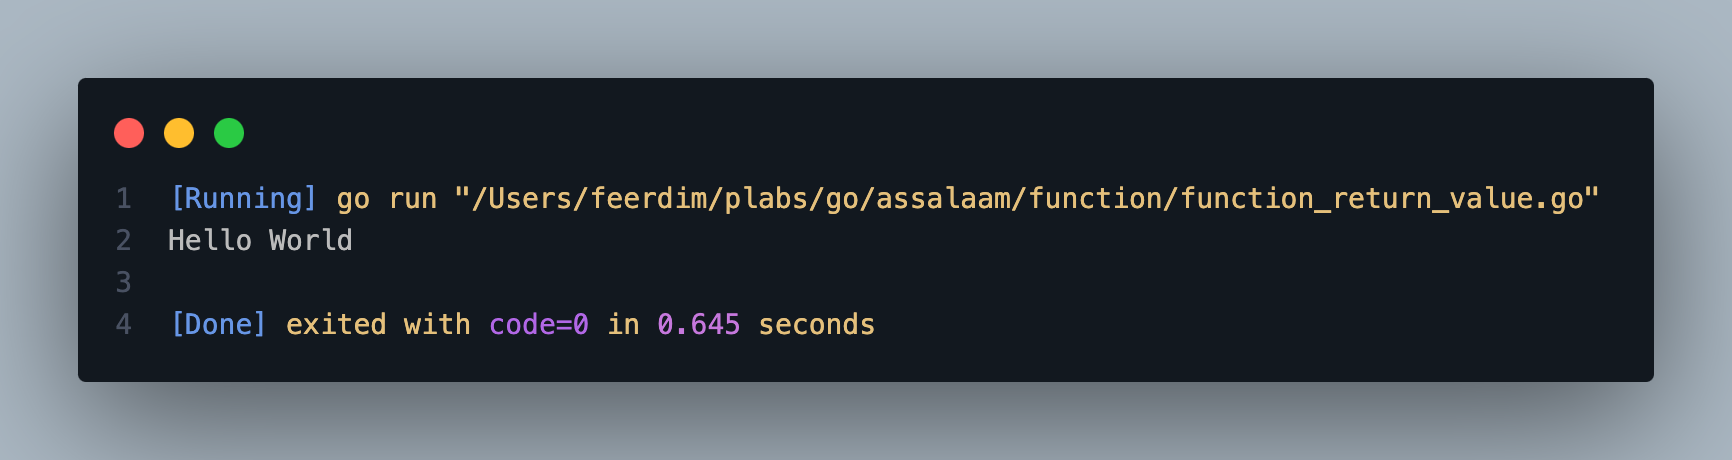 1 [Running] go run "/Users/feerdim/plabs/go/assalaam/function/function_return_value.go"
2 Hello World
3
4 [Done] exited with code=0 in 0.645 seconds